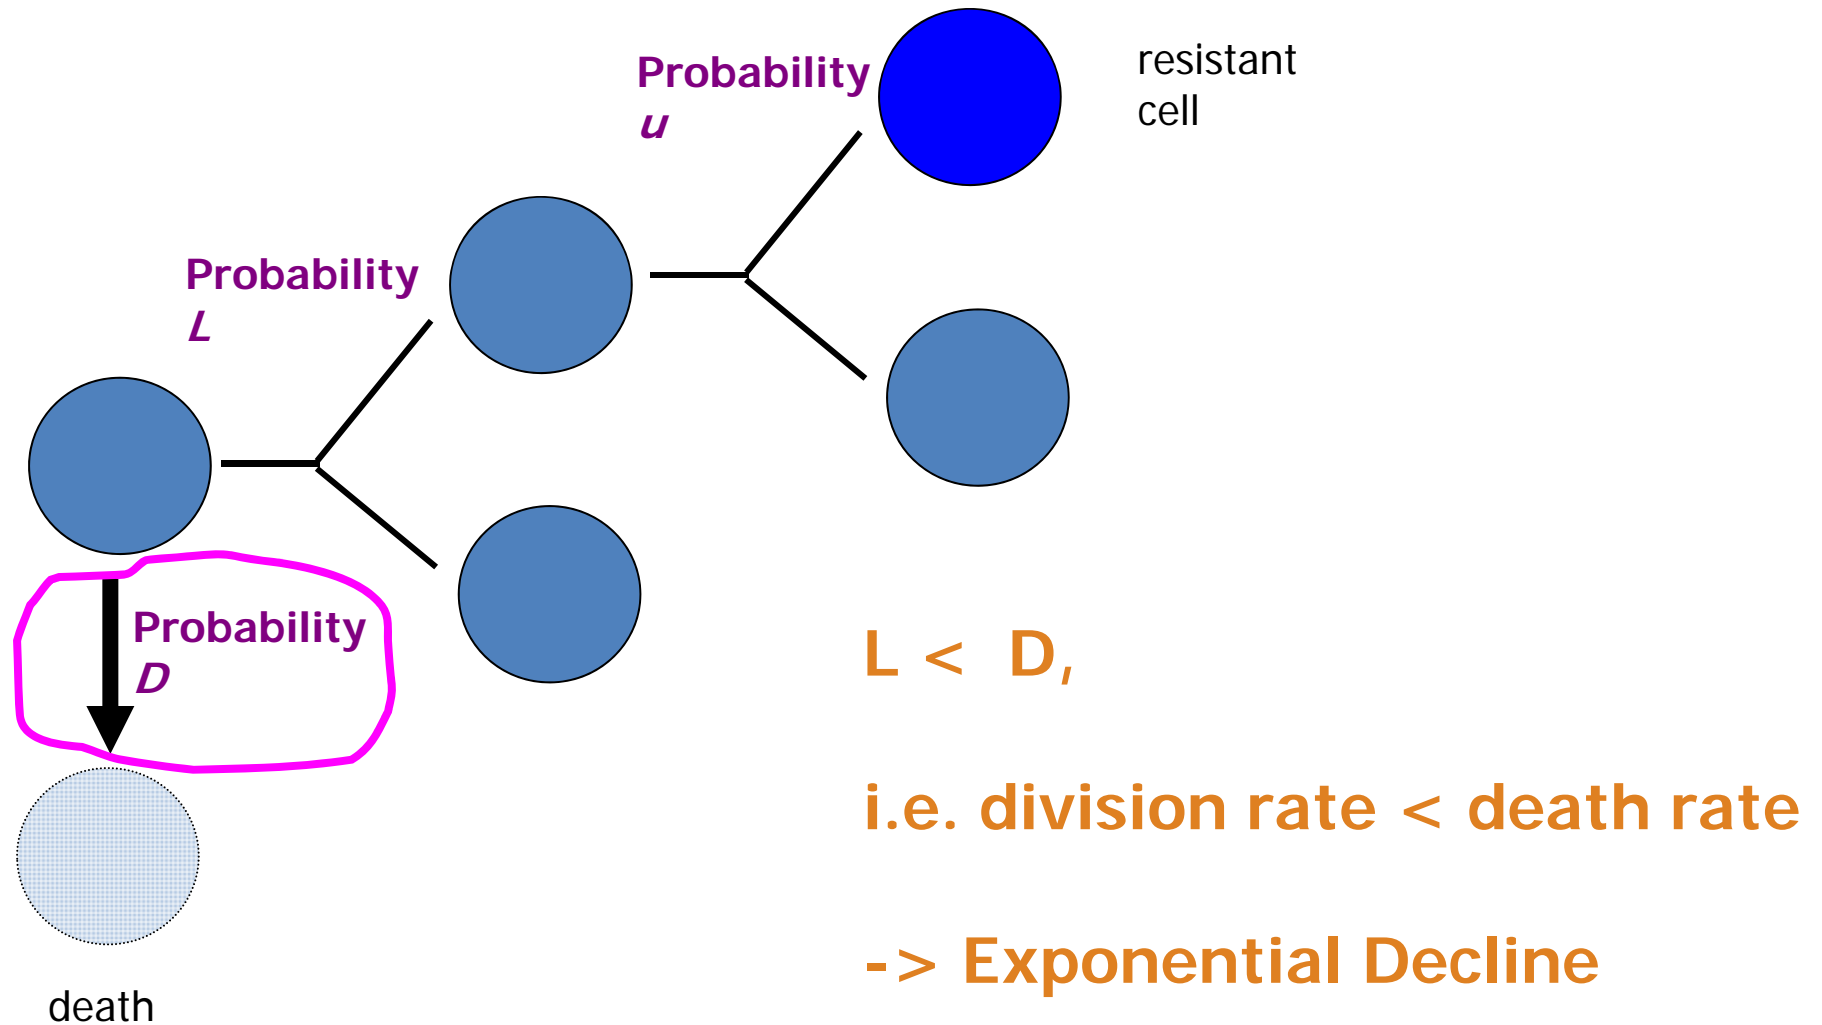 Probability
u
resistant
cell
Probability
L
Probability
D
death
L < D,
i.e. division rate < death rate
-> Exponential Decline